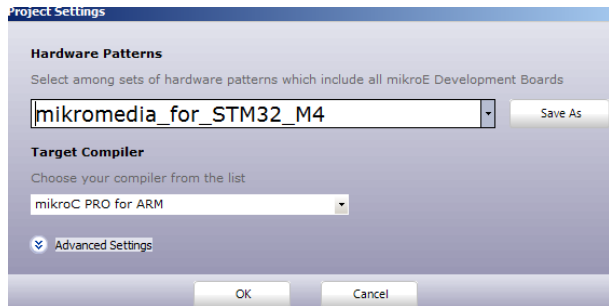 Project Settings
Hardware Patterns
Select among sets of hardware patterns which include all mikroE Development Boards
mikromedia_for_STM32_M4
Save As
Target Compiler
Choose your compiler from the list
mikroC PRO for ARM
Advanced Settings
OK Cancel